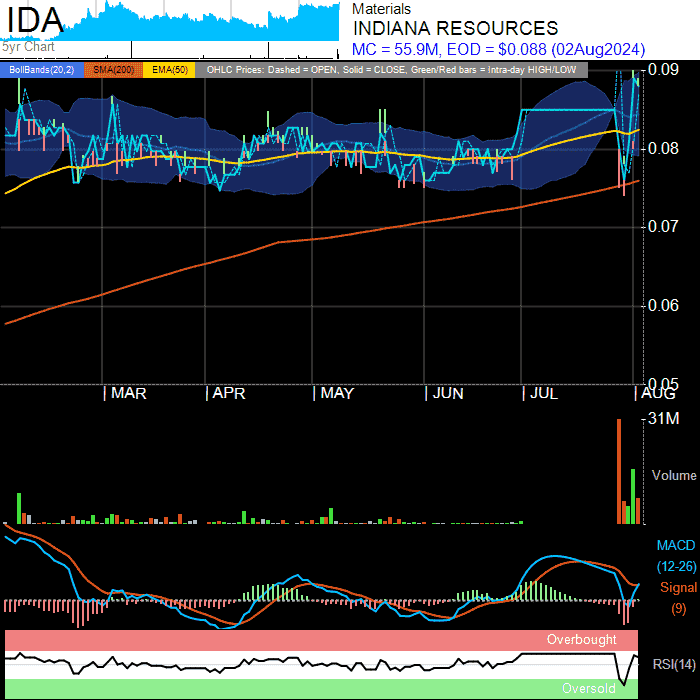 IDA
5yr Chart
Materials
INDIANA RESOURCES
MC = 55.9M, EOD = $0.088 (02Aug2024)
BollBands(20,2) SMA(200) EMA(50) OHLC Prices: Dashed = OPEN, Solid = CLOSE, Green/Red bars = Intra-day HIGH/LOW
0.09
0.08
0.07
0.06
0.05
MAR APR MAY JUN JUL AUG
31M
Volume
MACD
(12-26)
Signal
(9)
Overbought
RSI(14)
Oversold